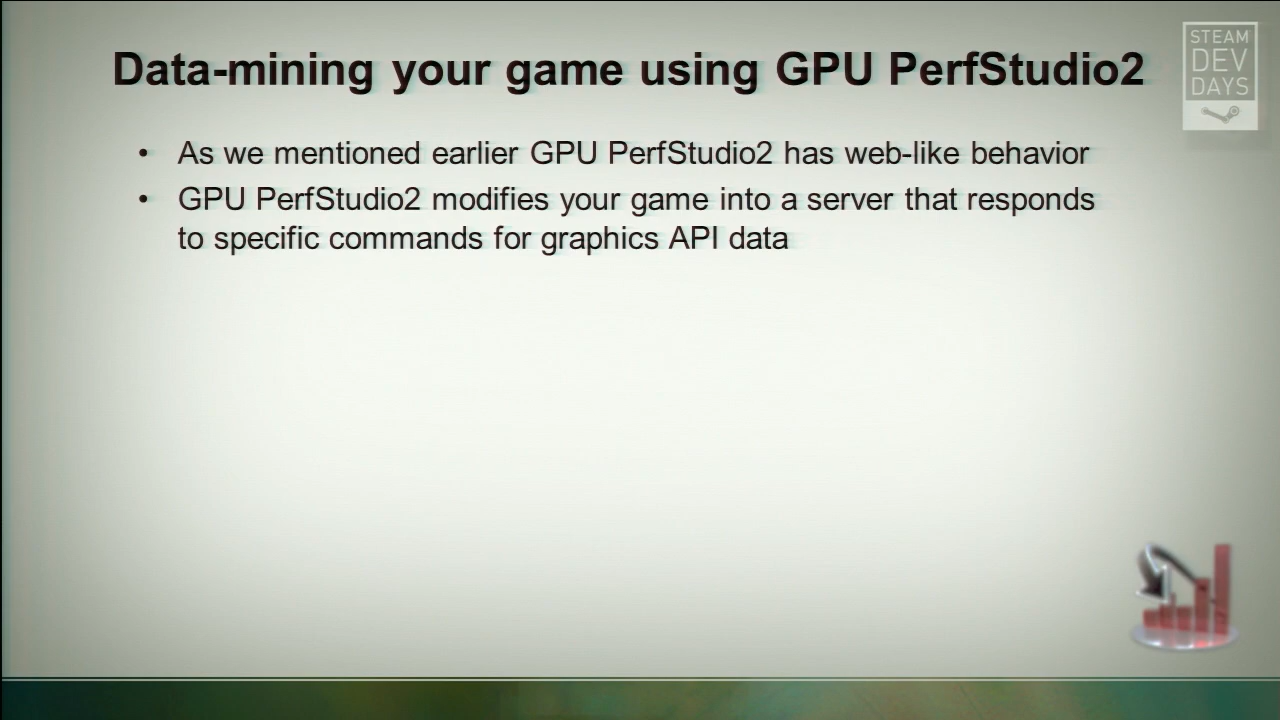 Data-mining your game using GPU PerfStudio2
STEAM
DEV
DAYS
• As we mentioned earlier GPU PerfStudio2 has web-like behavior
• GPU PerfStudio2 modifies your game into a server that responds
to specific commands for graphics API data